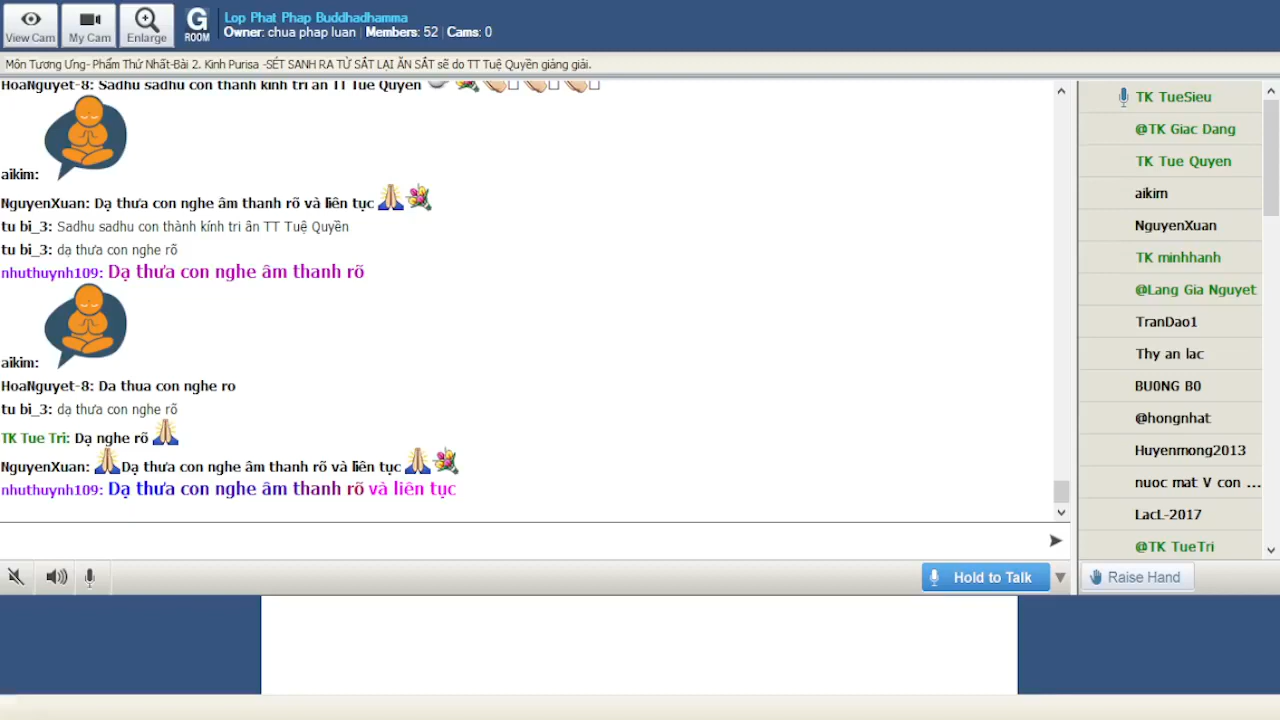 View Cam
My Cam
Enlarge
G
ROOM
Lop Phat Phap Buddhadhamma
Owner: chua phap luan | Members: 52 | Cams: 0
Môn Tương Ưng- Phẩm Thứ Nhất-Bài 2. Kinh Purisa -SÉT SANH RA TỪ SẮT LẠI ĂN SẮT sẽ do TT Tuệ Quyền giảng giải.
HoaNguyet-8: Sadhu sadhu con thanh kinh tri an TT Tue Quyen
aikim:
NguyenXuan: Dạ thưa con nghe âm thanh rõ và liên tục
tu bi_3: Sadhu sadhu con thành kính tri ân TT Tuệ Quyền
tu bi_3: dạ thưa con nghe rõ
nhuthuynh109: Dạ thưa con nghe âm thanh rõ
aikim:
HoaNguyet-8: Da thua con nghe ro
tu bi_3: dạ thưa con nghe rõ
TK Tue Tri: Dạ nghe rõ
NguyenXuan: Dạ thưa con nghe âm thanh rõ và liên tục
nhuthuynh109: Dạ thưa con nghe âm thanh rõ và liên tục
TK TueSieu
@TK Giac Dang
TK Tue Quyen
aikim
NguyenXuan
TK minhhanh
@Lang Gia Nguyet
TranDao1
Thy an lac
BU0NG B0
@hongnhat
Huyenmong2013
nuoc mat V con ...
LacL-2017
@TK TueTri
Hold to Talk
Raise Hand